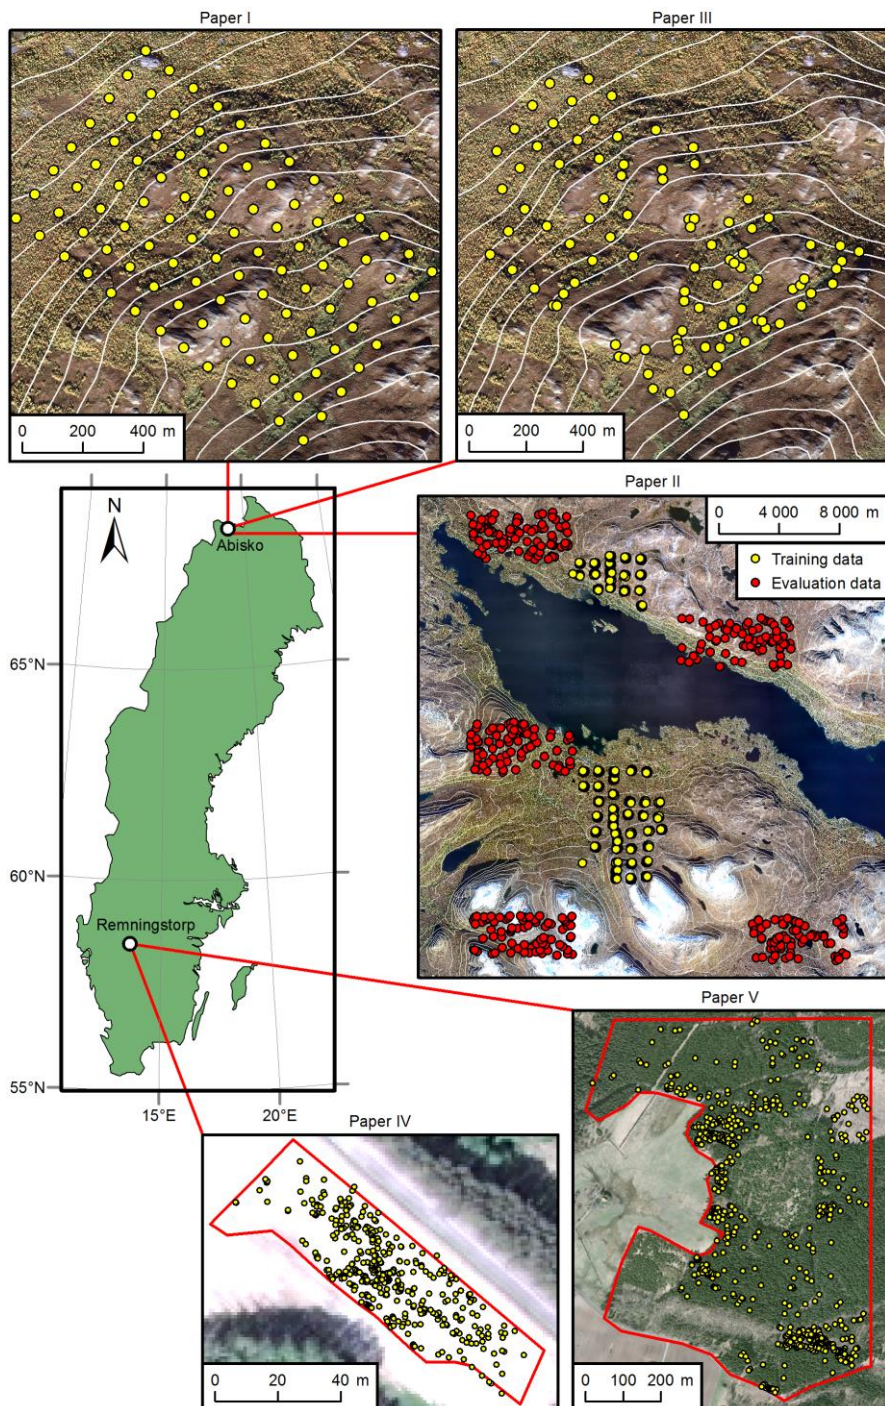 Paper I
Paper III
0 200 400 m
0 200 400 m
Paper II
0 4 000 8 000 m
Training data
Evaluation data
N
Abisko
65°N
60°N
Remningstorp
55°N
15°E 20°E
Paper V
Paper IV
0 20 40 m
0 100 200 m